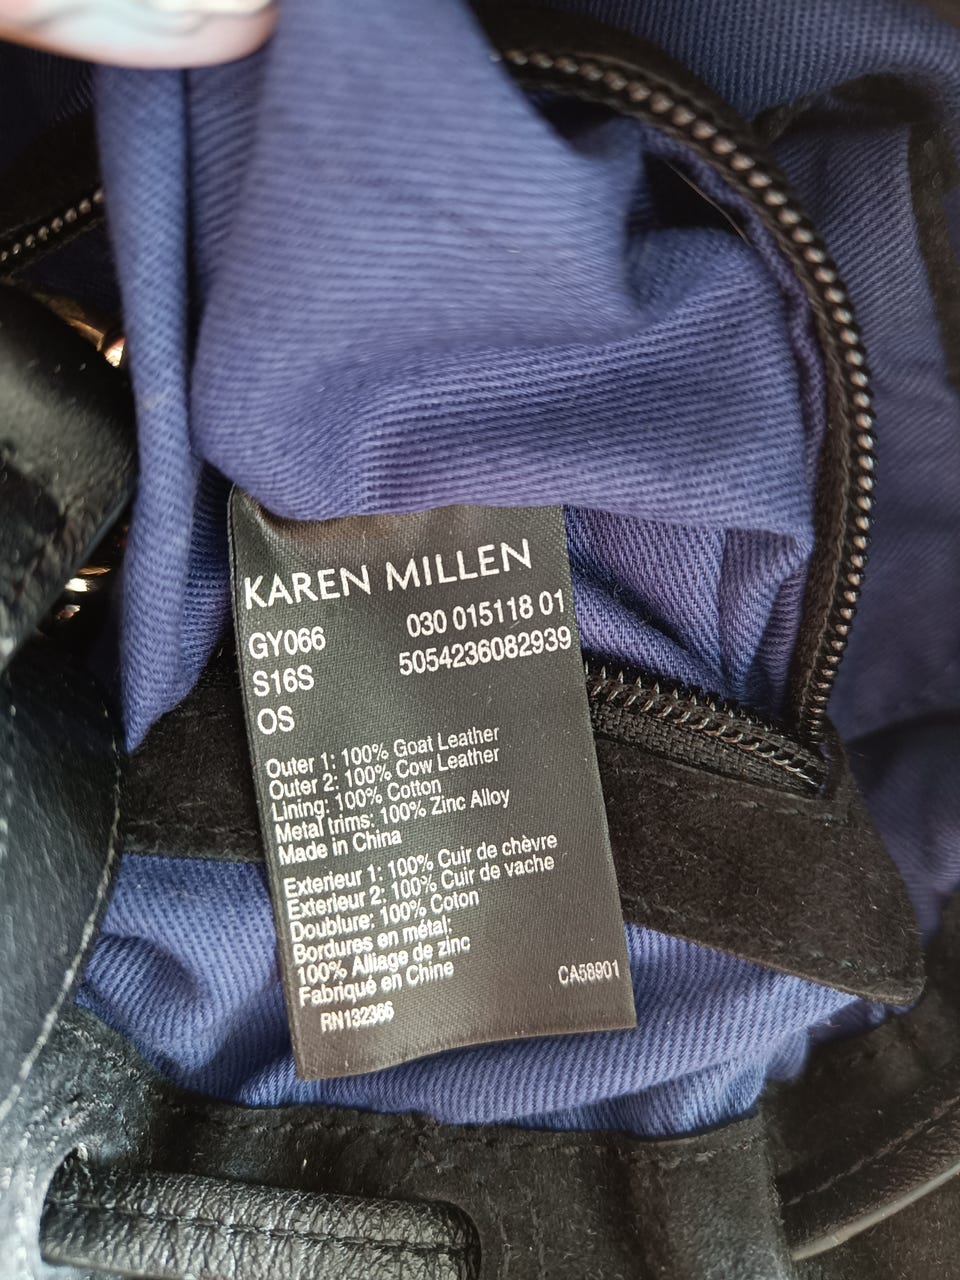 KAREN MILLEN
GY066 030 015118 01
S16S 5054236082939
OS
Outer 1: 100% Goat Leather
Outer 2: 100% Cow Leather
Lining: 100% Cotton
Metal trims: 100% Zinc Alloy
Made in China
Exterieur 1: 100% Cuir de chèvre
Exterieur 2: 100% Cuir de vache
Doublure: 100% Coton
Bordures en métal:
100% Alliage de zinc
Fabriqué en Chine
RN132366 CA58901